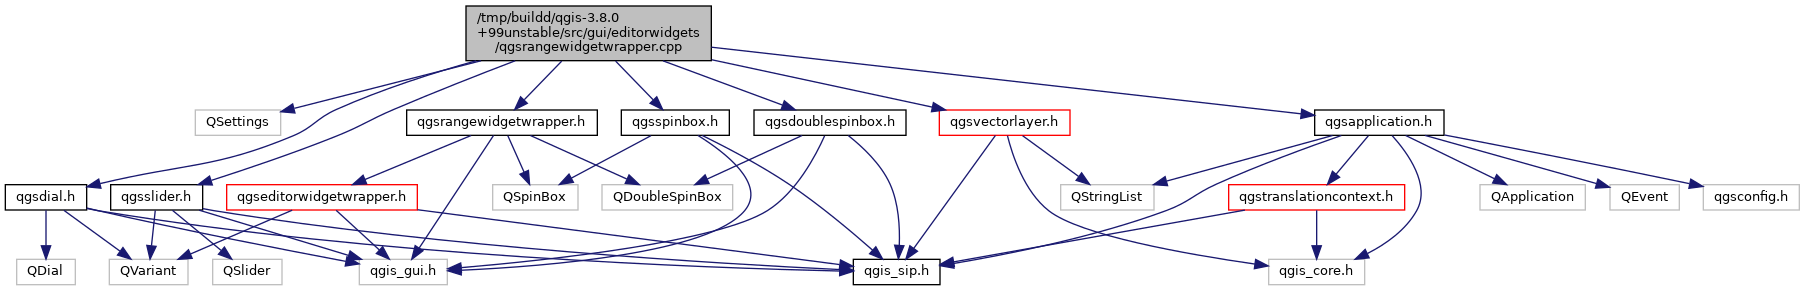 /tmp/buildd/qgis-3.8.0
+99unstable/src/gui/editorwidgets
/qgsrangewidgetwrapper.cpp
QSettings
qgsrangewidgetwrapper.h
qgsspinbox.h
qgsdoublespinbox.h
qgsvectorlayer.h
qgsapplication.h
qgsdial.h
qgsslider.h
qgseditorwidgetwrapper.h
QSpinBox
QDoubleSpinBox
QStringList
qgstranslationcontext.h
QApplication
QEvent
qgsconfig.h
QDial
QVariant
QSlider
qgis_gui.h
qgis_sip.h
qgis_core.h